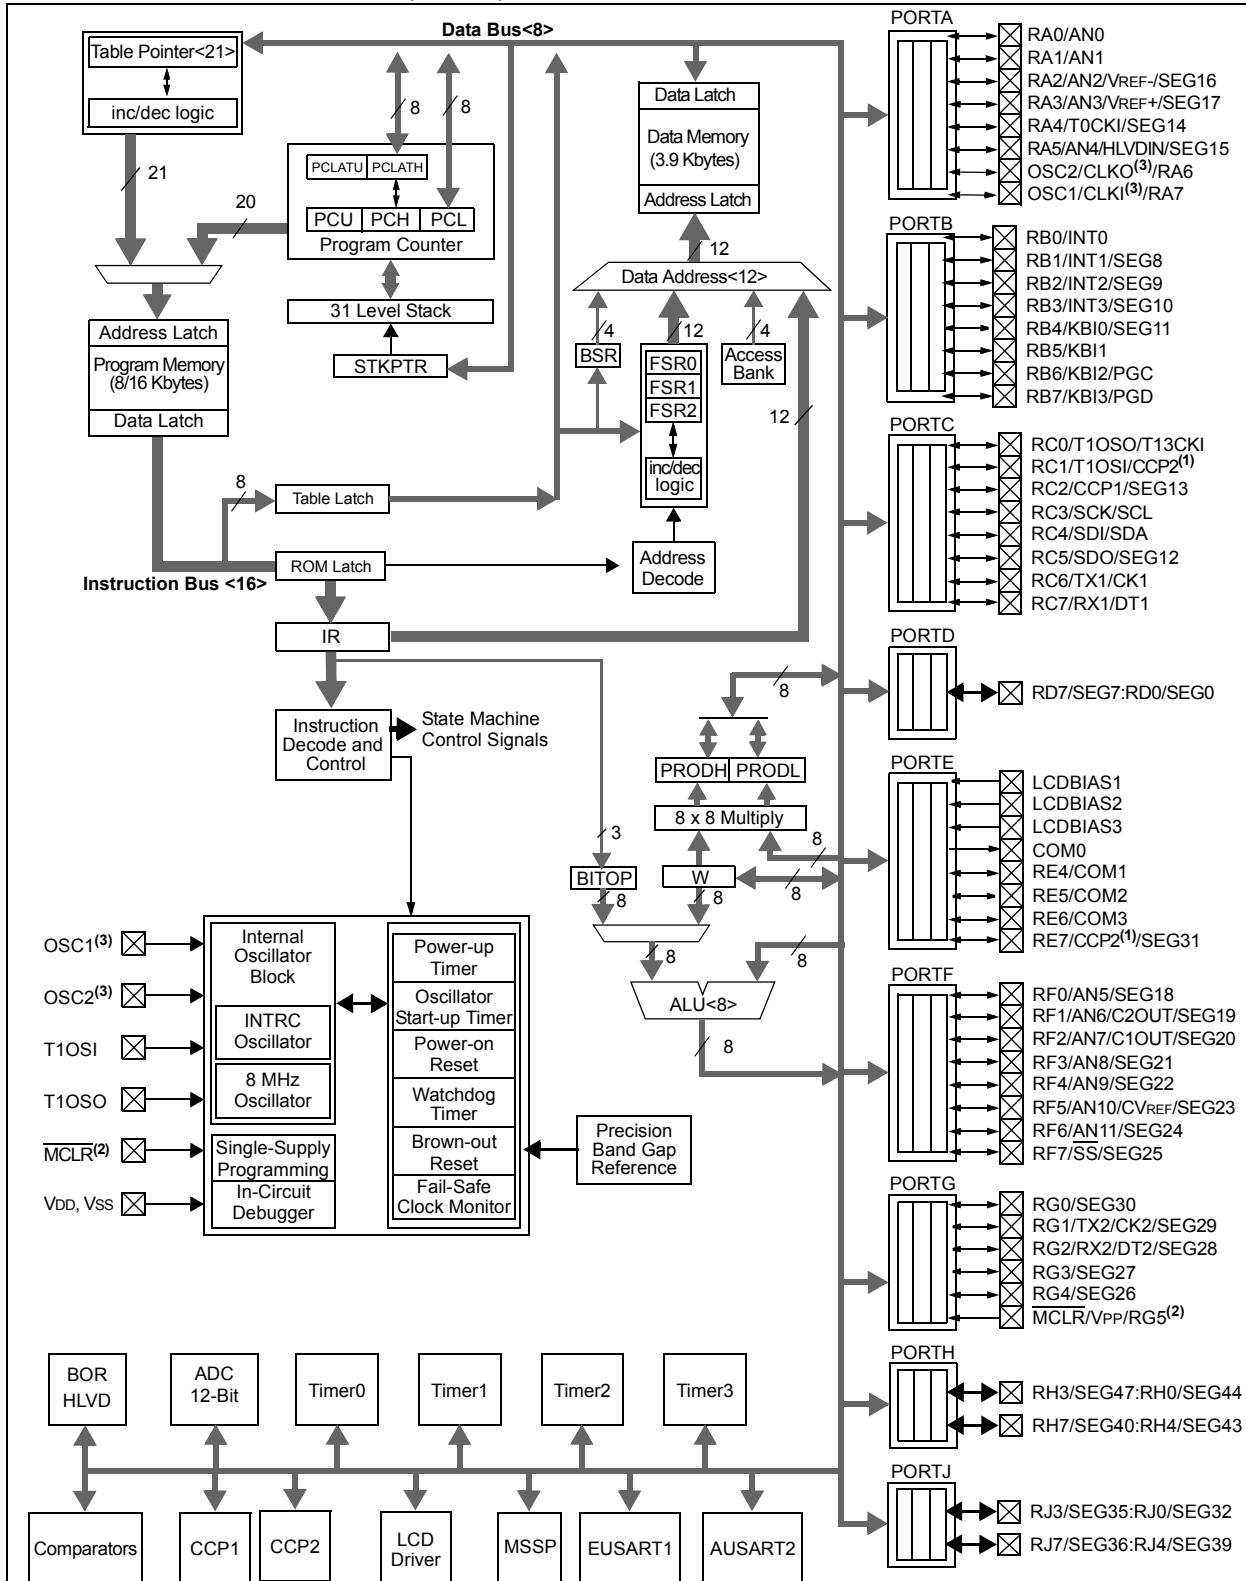 Data Bus<8>
Table Pointer<21>
inc/dec logic
21
8
8
PCLATU
PCLATH
PCU
PCH
PCL
Program Counter
20
31 Level Stack
STKPTR
Address Latch
Program Memory
(8/16 Kbytes)
Data Latch
8
Table Latch
Instruction Bus <16>
ROM Latch
IR
Instruction
Decode and
Control
State Machine
Control Signals
Data Latch
Data Memory
(3.9 Kbytes)
Address Latch
12
Data Address<12>
4
12
4
BSR
FSR0
FSR1
FSR2
inc/dec
logic
Access
Bank
12
Address
Decode
8
PRODH
PRODL
8 x 8 Multiply
3
8
BITOP
W
8
8
8
8
8
ALU<8>
8
OSC1(3)
OSC2(3)
T1OSI
T1OSO
MCLR(2)
VDD, VSS
Internal
Oscillator
Block
INTRC
Oscillator
8 MHz
Oscillator
Single-Supply
Programming
In-Circuit
Debugger
Power-up
Timer
Oscillator
Start-up Timer
Power-on
Reset
Watchdog
Timer
Brown-out
Reset
Fail-Safe
Clock Monitor
Precision
Band Gap
Reference
BOR
HLVD
ADC
12-Bit
Timer0
Timer1
Timer2
Timer3
Comparators
CCP1
CCP2
LCD
Driver
MSSP
EUSART1
AUSART2
PORTA
RA0/AN0
RA1/AN1
RA2/AN2/VREF-/SEG16
RA3/AN3/VREF+/SEG17
RA4/T0CKI/SEG14
RA5/AN4/HLVDIN/SEG15
OSC2/CLKO(3)/RA6
OSC1/CLKI(3)/RA7
PORTB
RB0/INT0
RB1/INT1/SEG8
RB2/INT2/SEG9
RB3/INT3/SEG10
RB4/KBI0/SEG11
RB5/KBI1
RB6/KBI2/PGC
RB7/KBI3/PGD
PORTC
RC0/T1OSO/T13CKI
RC1/T1OSI/CCP2(1)
RC2/CCP1/SEG13
RC3/SCK/SCL
RC4/SDI/SDA
RC5/SDO/SEG12
RC6/TX1/CK1
RC7/RX1/DT1
PORTD
RD7/SEG7:RD0/SEG0
PORTE
LCDBIAS1
LCDBIAS2
LCDBIAS3
COM0
RE4/COM1
RE5/COM2
RE6/COM3
RE7/CCP2(1)/SEG31
PORTF
RF0/AN5/SEG18
RF1/AN6/C2OUT/SEG19
RF2/AN7/C1OUT/SEG20
RF3/AN8/SEG21
RF4/AN9/SEG22
RF5/AN10/CVREF/SEG23
RF6/AN11/SEG24
RF7/SS/SEG25
PORTG
RG0/SEG30
RG1/TX2/CK2/SEG29
RG2/RX2/DT2/SEG28
RG3/SEG27
RG4/SEG26
MCLR/VPP/RG5(2)
PORTH
RH3/SEG47:RH0/SEG44
RH7/SEG40:RH4/SEG43
PORTJ
RJ3/SEG35:RJ0/SEG32
RJ7/SEG36:RJ4/SEG39